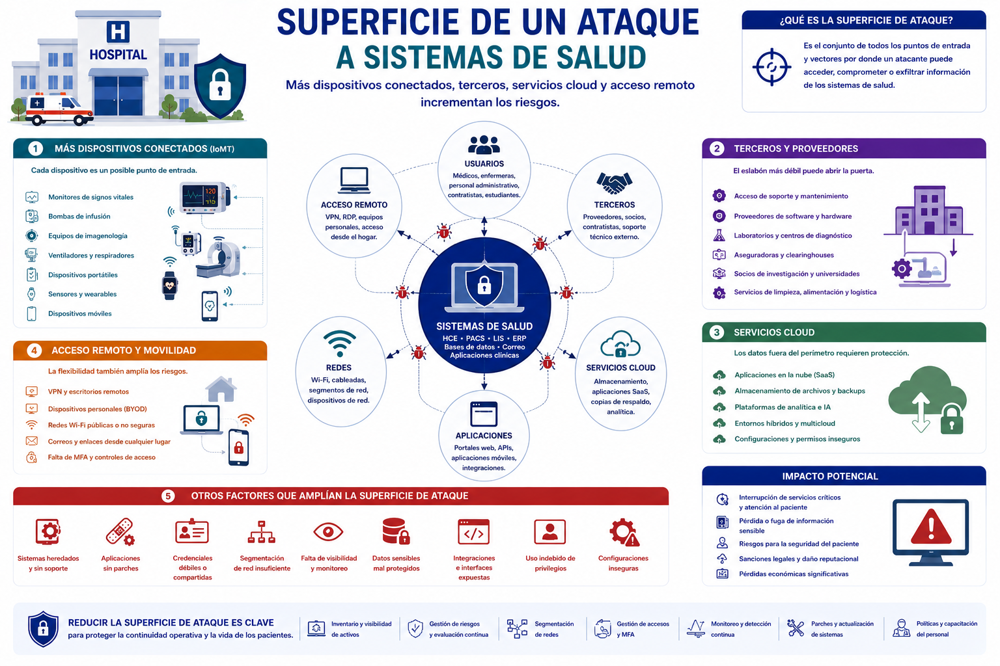 H
HOSPITAL
SUPERFICIE DE UN ATAQUE
A SISTEMAS DE SALUD
Más dispositivos conectados, terceros, servicios cloud y acceso remoto
incrementan los riesgos.
¿QUÉ ES LA SUPERFICIE DE ATAQUE?
Es el conjunto de todos los puntos de entrada
y vectores por donde un atacante puede
acceder, comprometer o exfiltrar información
de los sistemas de salud.
1 MÁS DISPOSITIVOS CONECTADOS (IoMT)
Cada dispositivo es un posible punto de entrada.
Monitores de signos vitales
Bombas de infusión
Equipos de imagenología
Ventiladores y respiradores
Dispositivos portátiles
Sensores y wearables
Dispositivos móviles
120
USUARIOS
Médicos, enfermeras,
personal administrativo,
contratistas, estudiantes.
ACCESO REMOTO
VPN, RDP, equipos
personales, acceso
desde el hogar.
TERCEROS
Proveedores, socios,
contratistas, soporte
técnico externo.
SISTEMAS DE SALUD
HCE • PACS • LIS • ERP
Bases de datos • Correo
Aplicaciones clínicas
REDES
Wi-Fi, cableadas,
segmentos de red,
dispositivos de red.
SERVICIOS CLOUD
Almacenamiento,
aplicaciones SaaS,
copias de respaldo,
analítica.
APLICACIONES
Portales web, APIs,
aplicaciones móviles,
integraciones.
2 TERCEROS Y PROVEEDORES
El eslabón más débil puede abrir la puerta.
Acceso de soporte y mantenimiento
Proveedores de software y hardware
Laboratorios y centros de diagnóstico
Aseguradoras y clearinghouses
Socios de investigación y universidades
Servicios de limpieza, alimentación y logística
3 SERVICIOS CLOUD
Los datos fuera del perímetro requieren protección.
Aplicaciones en la nube (SaaS)
Almacenamiento de archivos y backups
Plataformas de analítica e IA
Entornos híbridos y multicloud
Configuraciones y permisos inseguros
4 ACCESO REMOTO Y MOVILIDAD
La flexibilidad también amplía los riesgos.
VPN y escritorios remotos
Dispositivos personales (BYOD)
Redes Wi-Fi públicas o no seguras
Correos y enlaces desde cualquier lugar
Falta de MFA y controles de acceso
5 OTROS FACTORES QUE AMPLÍAN LA SUPERFICIE DE ATAQUE
Sistemas heredados
y sin soporte
Aplicaciones
sin parches
Credenciales
débiles o
compartidas
Segmentación
de red insuficiente
Falta de visibilidad
y monitoreo
Datos sensibles
mal protegidos
Integraciones
e interfaces
expuestas
Uso indebido de
privilegios
Configuraciones
inseguras
IMPACTO POTENCIAL
Interrupción de servicios críticos
y atención al paciente
Pérdida o fuga de información
sensible
Riesgos para la seguridad del paciente
Sanciones legales y daño reputacional
Pérdidas económicas significativas
REDUCIR LA SUPERFICIE DE ATAQUE ES CLAVE
para proteger la continuidad operativa y la vida de los pacientes.
Inventario y visibilidad
de activos
Gestión de riesgos
y evaluación continua
Segmentación
de redes
Gestión de accesos
y MFA
Monitoreo y detección
continua
Parches y actualización
de sistemas
Políticas y capacitación
del personal